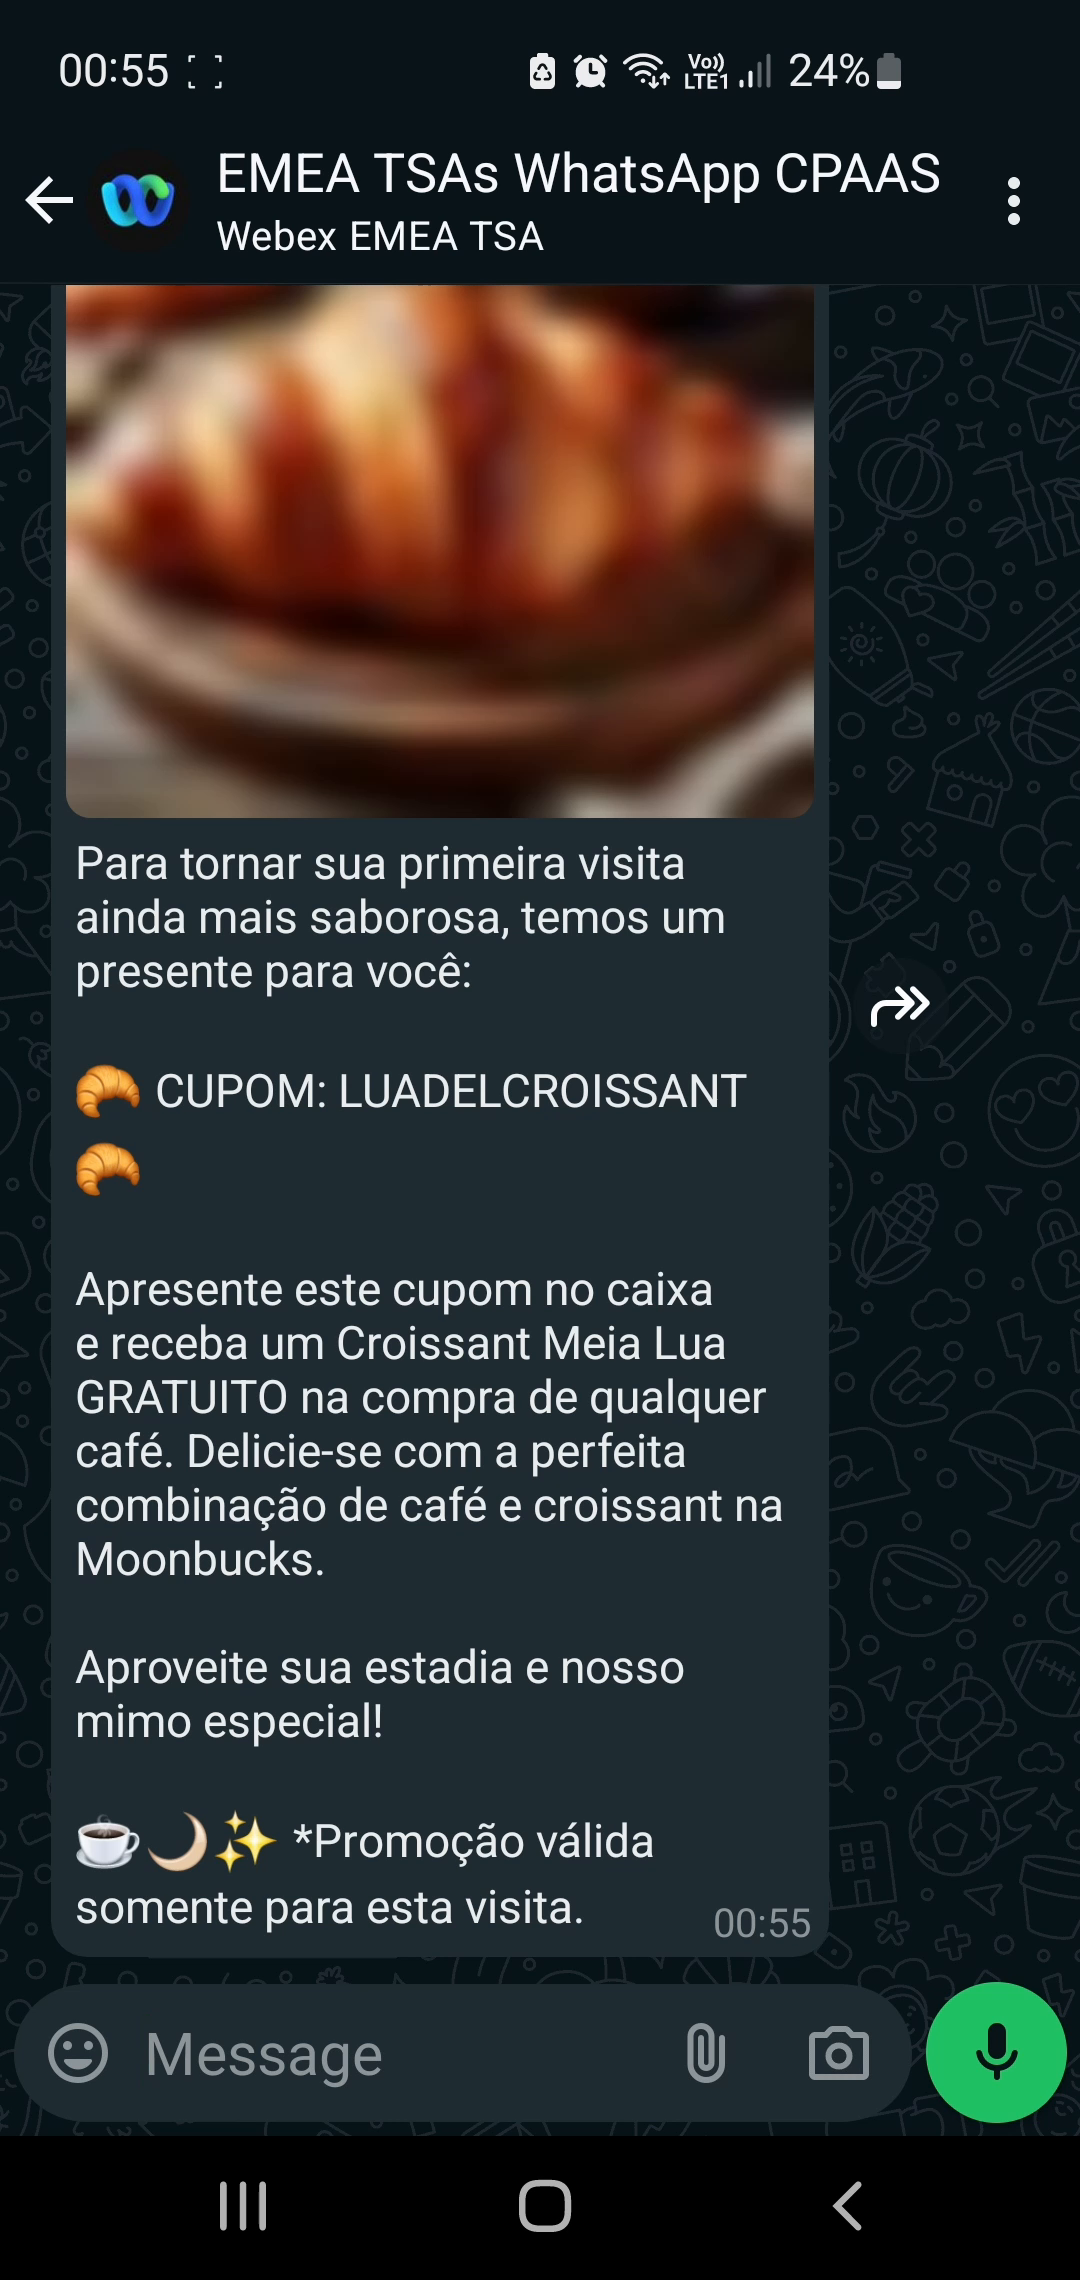 00:55 Vo)) LTE1 24%
EMEA TSAs WhatsApp CPAAS
Webex EMEA TSA
Para tornar sua primeira visita
ainda mais saborosa, temos um
presente para você:
🥐 CUPOM: LUADELCROISSANT
🥐
Apresente este cupom no caixa
e receba um Croissant Meia Lua
GRATUITO na compra de qualquer
café. Delicie-se com a perfeita
combinação de café e croissant na
Moonbucks.
Aproveite sua estadia e nosso
mimo especial!
☕🌙✨ *Promoção válida
somente para esta visita.
00:55
Message